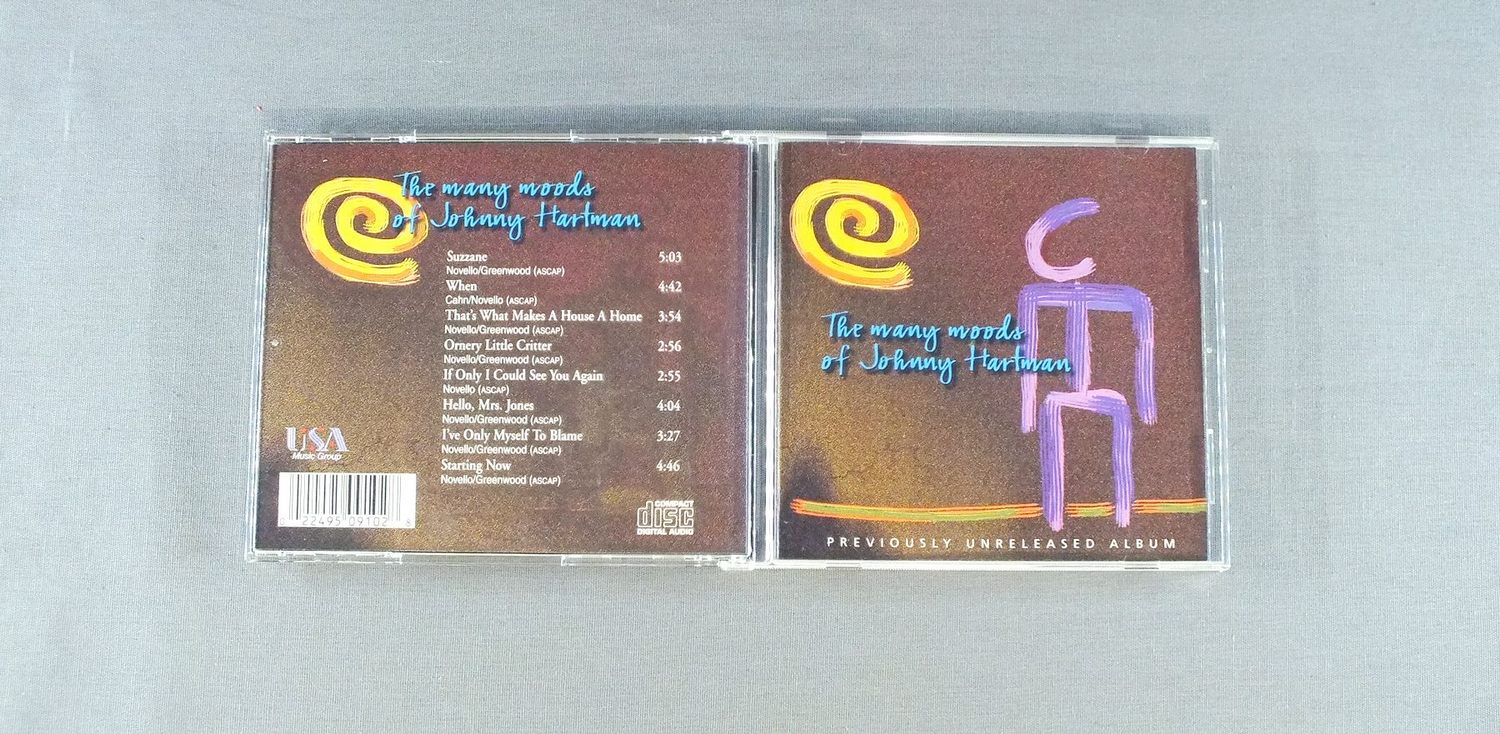 The many moods
of Johnny Hartman
Suzzane 5:03
Novello/Greenwood (ASCAP)
When 4:42
Cahn/Novello (ASCAP)
That's What Makes A House A Home 3:54
Novello/Greenwood (ASCAP)
Ornery Little Critter 2:56
Novello/Greenwood (ASCAP)
If Only I Could See You Again 2:55
Novello (ASCAP)
Hello, Mrs. Jones 4:04
Novello/Greenwood (ASCAP)
I've Only Myself To Blame 3:27
Novello/Greenwood (ASCAP)
Starting Now 4:46
Novello/Greenwood (ASCAP)
USA
Music Group
0 22495 09102 8
COMPACT
disc
DIGITAL AUDIO
The many moods
of Johnny Hartman
PREVIOUSLY UNRELEASED ALBUM